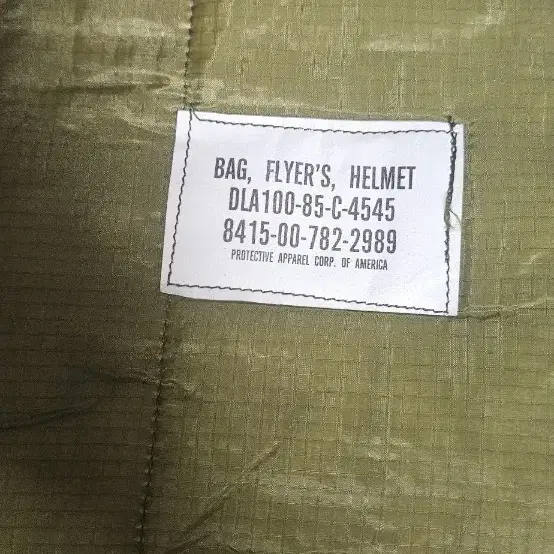 BAG, FLYER'S, HELMET
DLA100-85-C-4545
8415-00-782-2989
PROTECTIVE APPAREL CORP. OF AMERICA